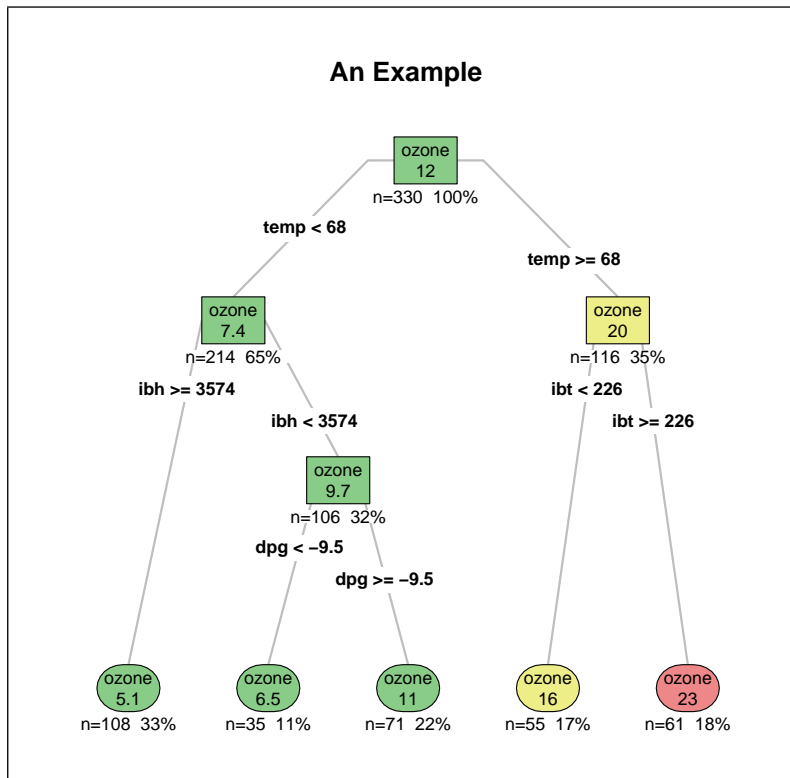 An Example
ozone
12
n=330 100%
temp < 68
temp >= 68
ozone
7.4
n=214 65%
ozone
20
n=116 35%
ibh >= 3574
ibh < 3574
ibt < 226
ibt >= 226
ozone
9.7
n=106 32%
dpg < −9.5
dpg >= −9.5
ozone
5.1
n=108 33%
ozone
6.5
n=35 11%
ozone
11
n=71 22%
ozone
16
n=55 17%
ozone
23
n=61 18%